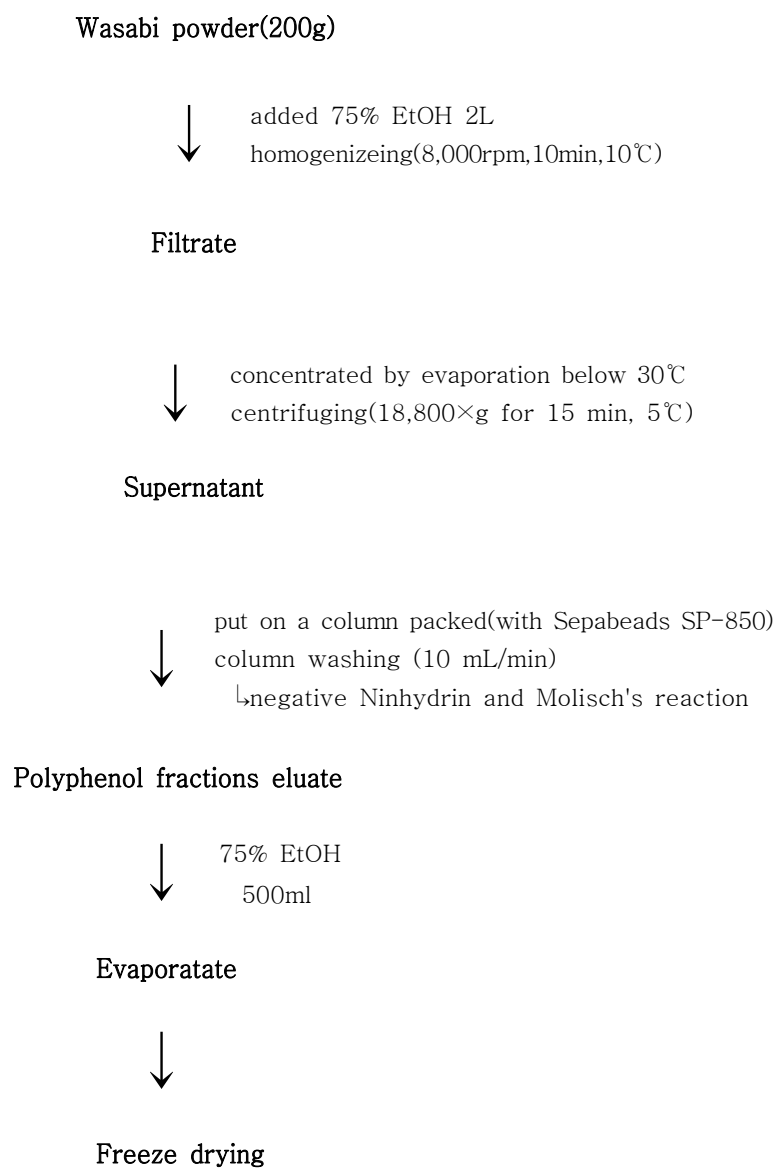 Wasabi powder(200g)
added 75% EtOH 2L
homogenizeing(8,000rpm,10min,10℃)
Filtrate
concentrated by evaporation below 30℃
centrifuging(18,800×g for 15 min, 5℃)
Supernatant
put on a column packed(with Sepabeads SP-850)
column washing (10 mL/min)
↳negative Ninhydrin and Molisch's reaction
Polyphenol fractions eluate
75% EtOH
500ml
Evaporatate
Freeze drying